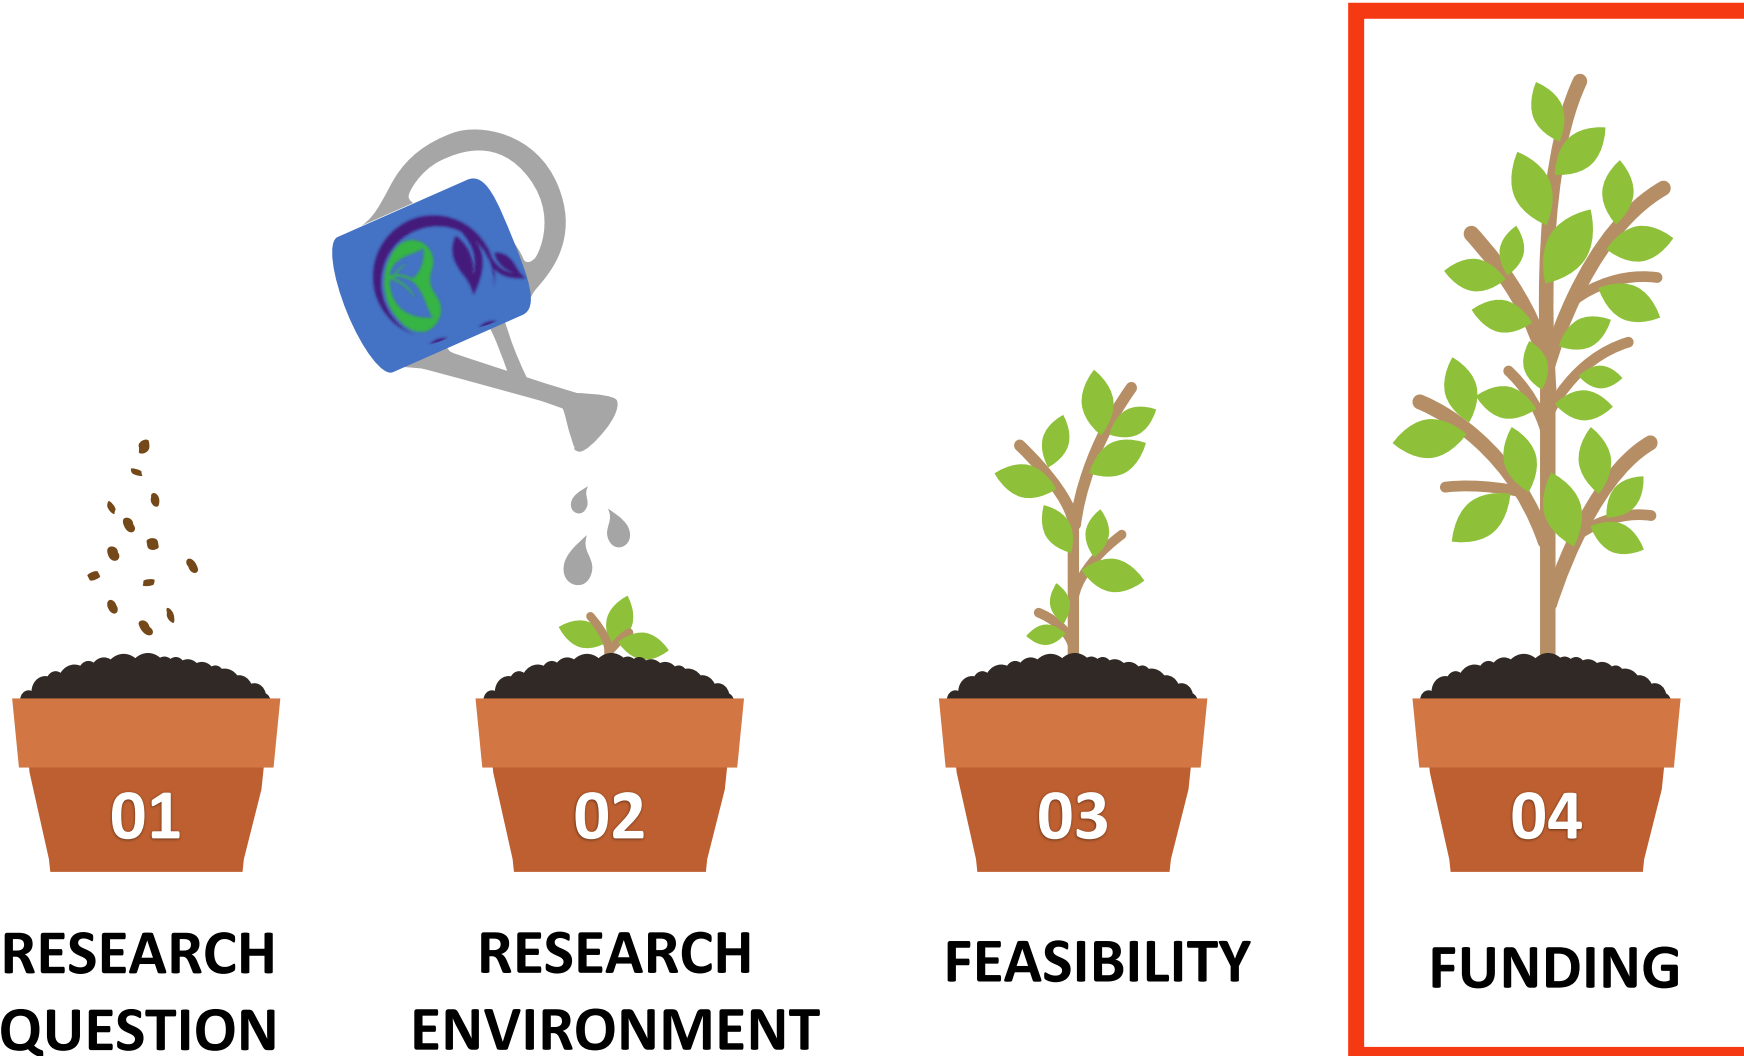 01
02
03
04
RESEARCH
QUESTION
RESEARCH
ENVIRONMENT
FEASIBILITY
FUNDING